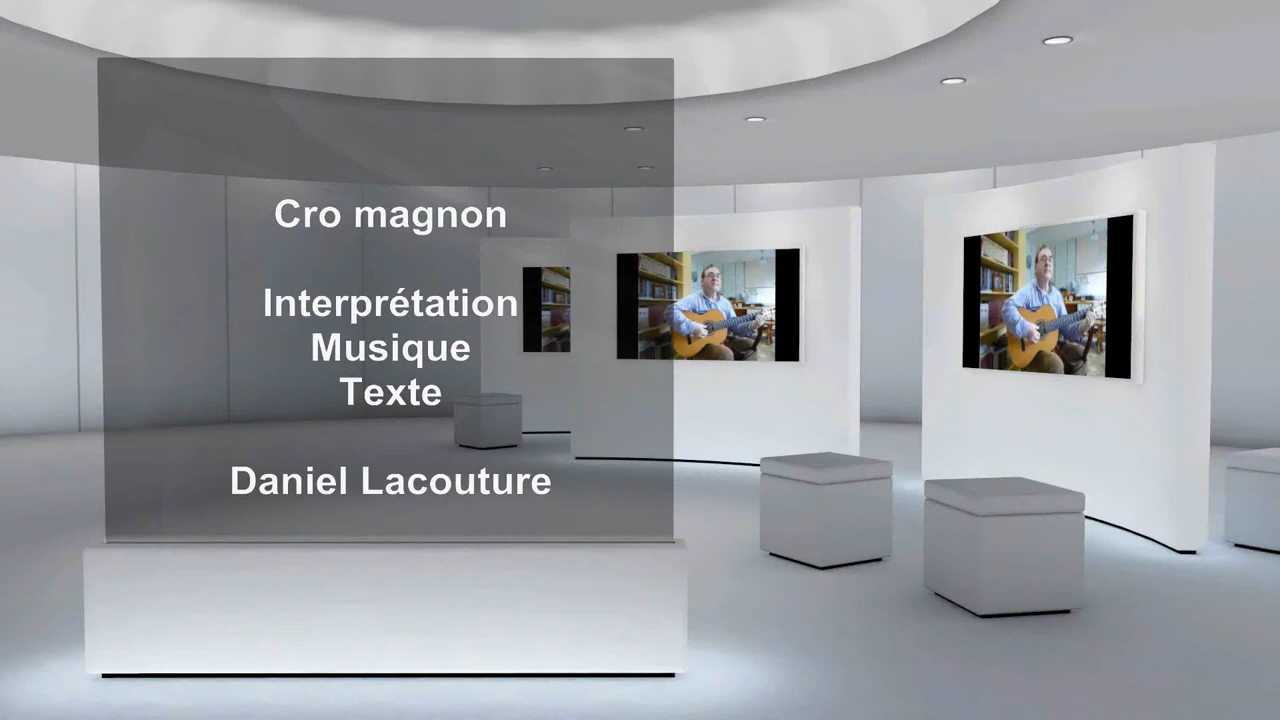 Cro magnon
Interprétation
Musique
Texte
Daniel Lacouture